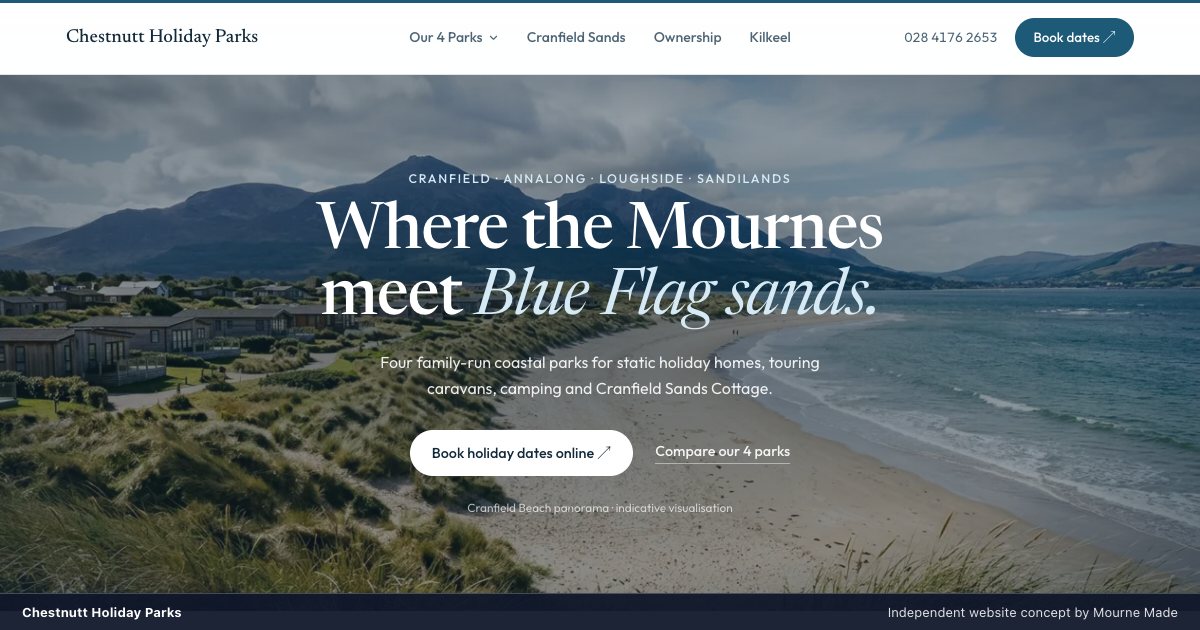 Chestnutt Holiday Parks
Our 4 Parks
Cranfield Sands
Ownership
Kilkeel
028 4176 2653
Book dates ↗
CRANFIELD · ANNALONG · LOUGHSIDE · SANDILANDS
Where the Mournes
meet Blue Flag sands.
Four family-run coastal parks for static holiday homes, touring
caravans, camping and Cranfield Sands Cottage.
Book holiday dates online ↗
Compare our 4 parks
Cranfield Beach panorama · indicative visualisation
Chestnutt Holiday Parks
Independent website concept by Mourne Made